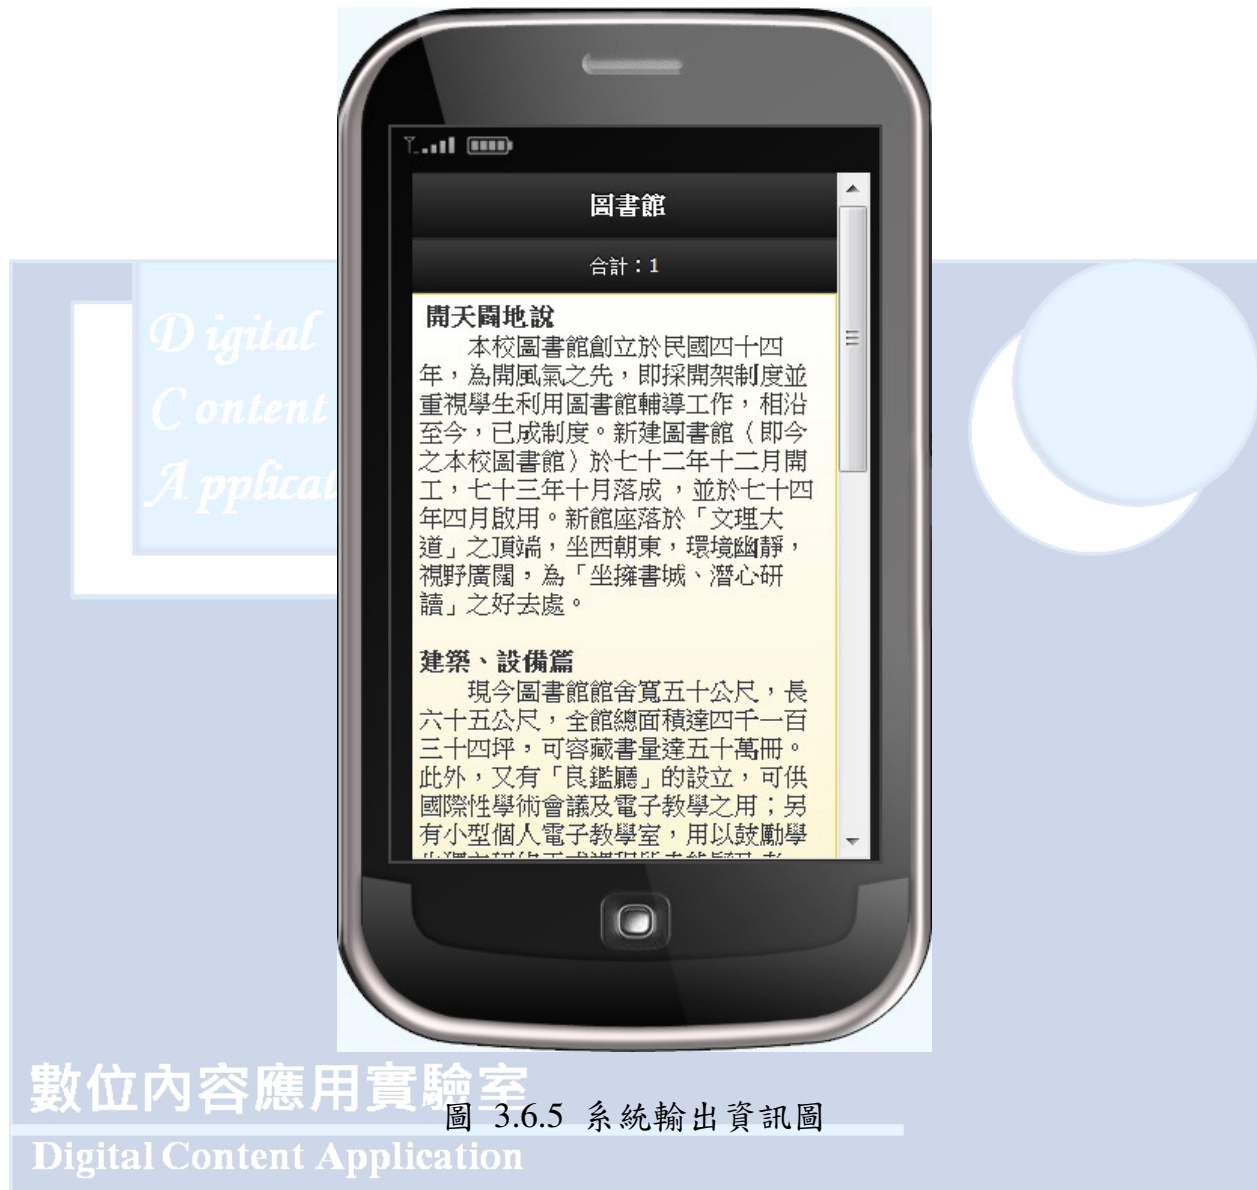 圖書館
合計：1
開天闢地說
本校圖書館創立於民國四十四
年，為開風氣之先，即採開架制度並
重視學生利用圖書館輔導工作，相沿
至今，已成制度。新建圖書館（即今
之本校圖書館）於七十二年十二月開
工，七十三年十月落成，並於七十四
年四月啟用。新館座落於「文理大
道」之頂端，坐西朝東，環境幽靜，
視野廣闊，為「坐擁書城、潛心研
讀」之好去處。
建築、設備篇
現今圖書館館舍寬五十公尺，長
六十五公尺，全館總面積達四千一百
三十四坪，可容藏書量達五十萬冊。
此外，又有「良鑑廳」的設立，可供
國際性學術會議及電子教學之用；另
有小型個人電子教學室，用以鼓勵學
Digital
Content
Applicat
數位內容應用實驗室
圖 3.6.5 系統輸出資訊圖
Digital Content Application